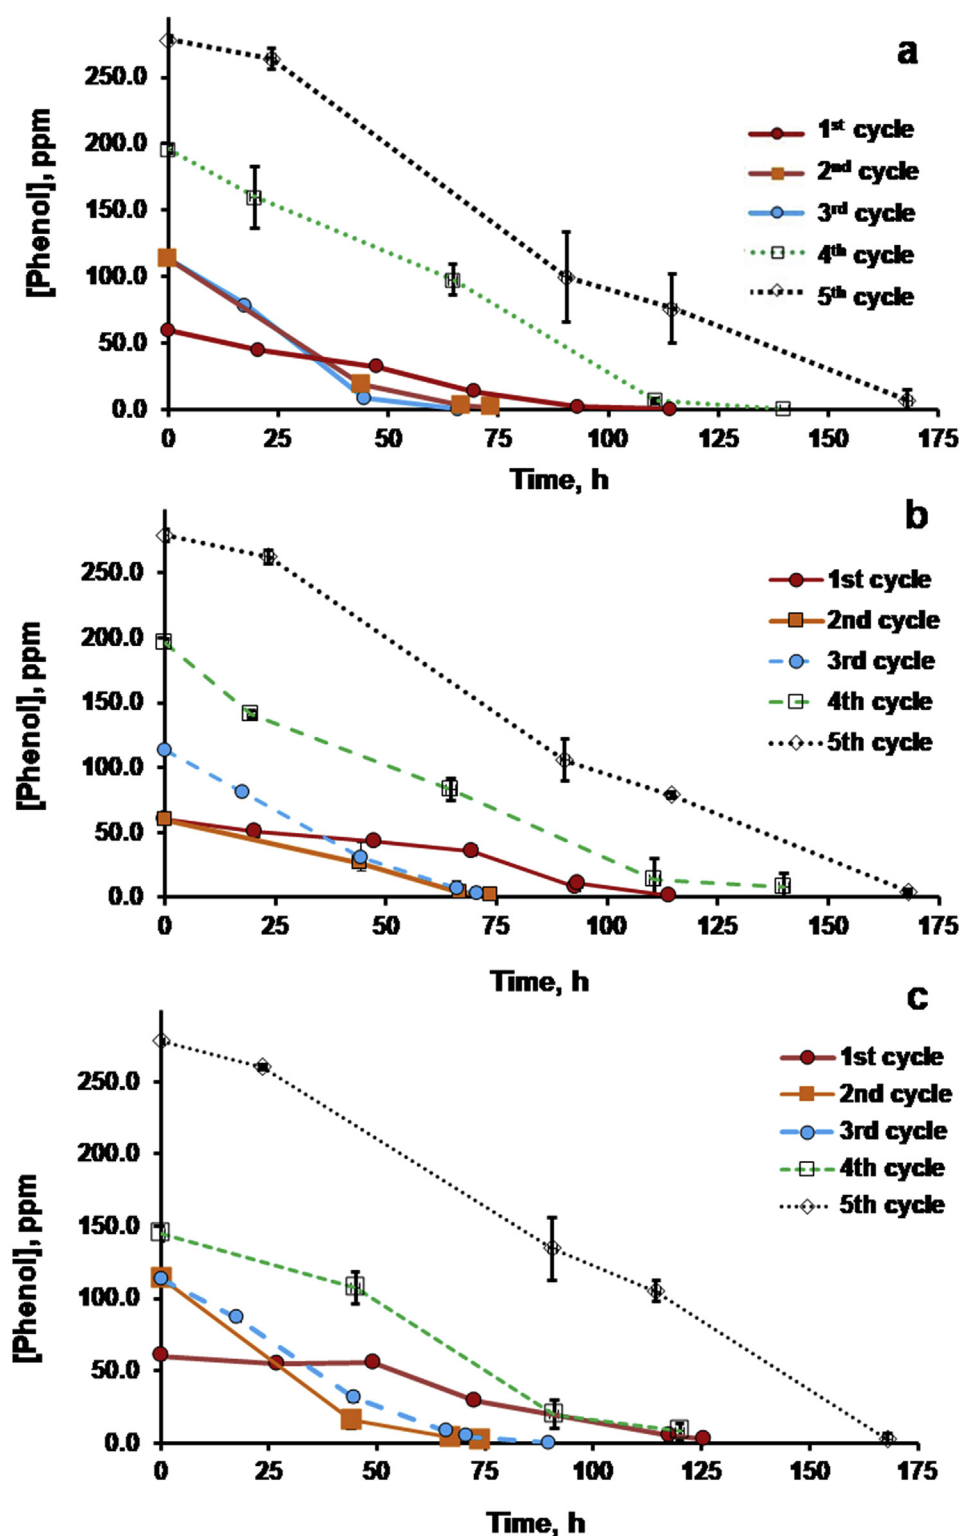 a
250.0
200.0
150.0
100.0
50.0
0.0
[Phenol], ppm
1st cycle
2nd cycle
3rd cycle
4th cycle
5th cycle
0 25 50 75 100 125 150 175
Time, h
b
250.0
200.0
150.0
100.0
50.0
0.0
[Phenol], ppm
1st cycle
2nd cycle
3rd cycle
4th cycle
5th cycle
0 25 50 75 100 125 150 175
Time, h
c
250.0
200.0
150.0
100.0
50.0
0.0
[Phenol], ppm
1st cycle
2nd cycle
3rd cycle
4th cycle
5th cycle
0 25 50 75 100 125 150 175
Time, h